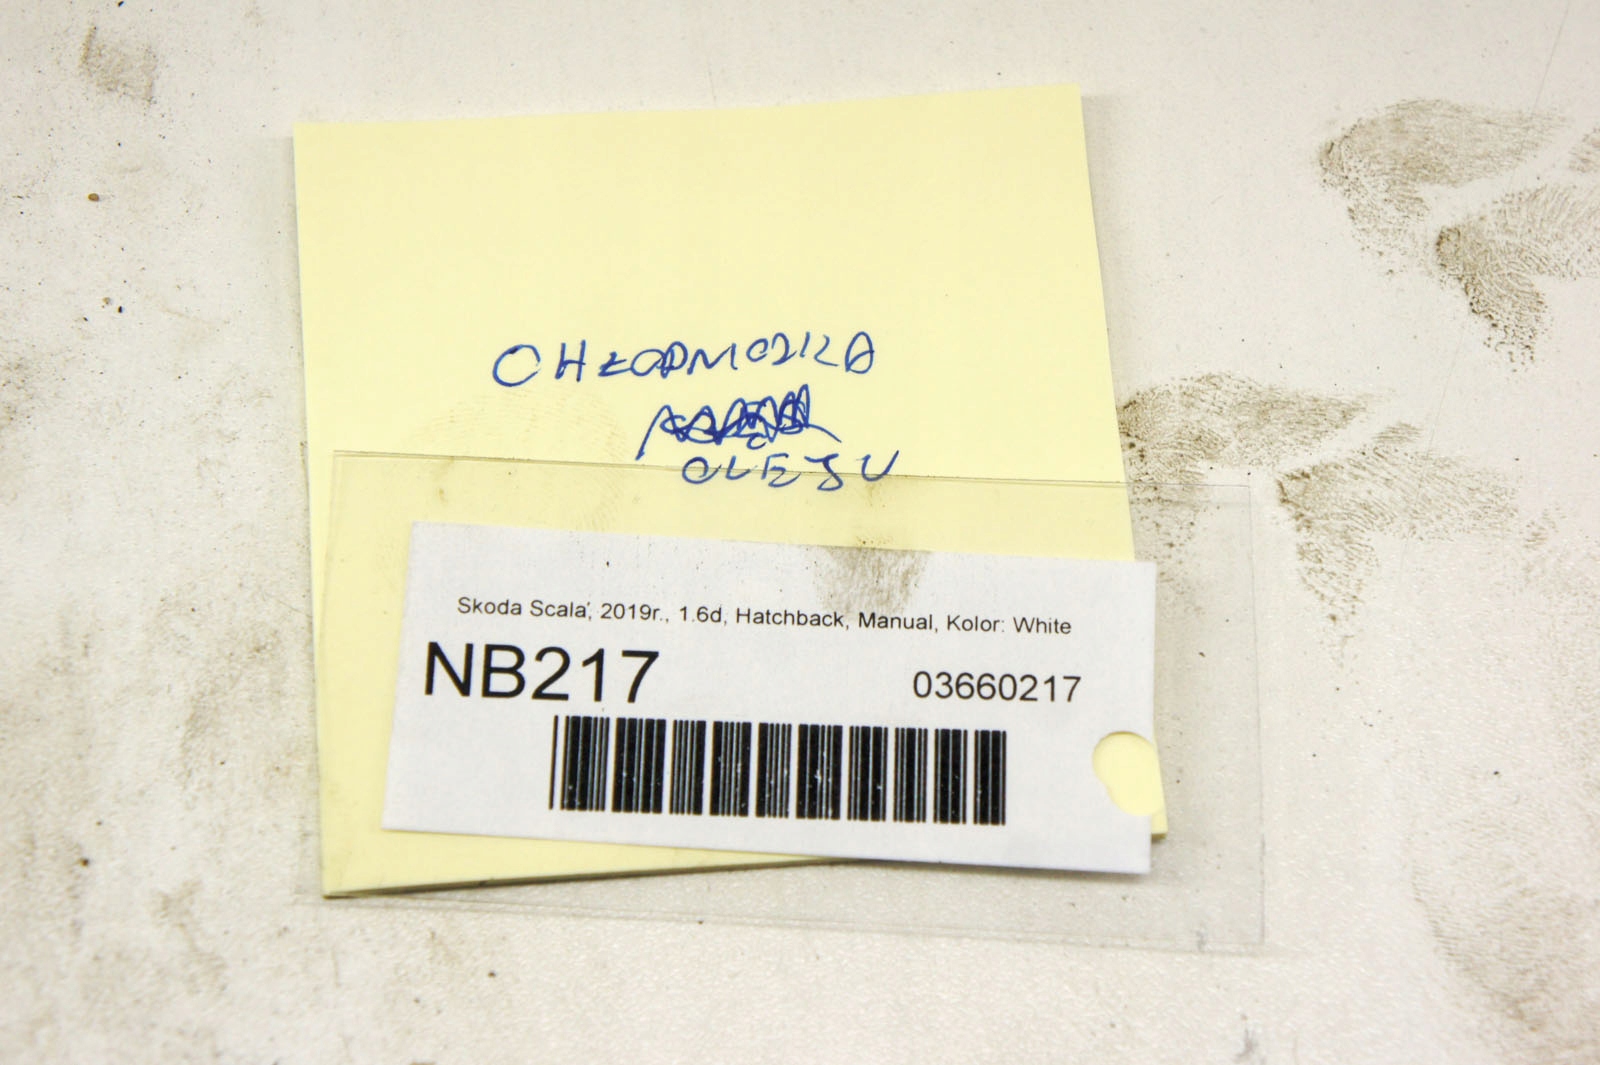 CHŁODNICZKA
OLEJU
Skoda Scala, 2019r., 1.6d, Hatchback, Manual, Kolor: White
NB217
03660217